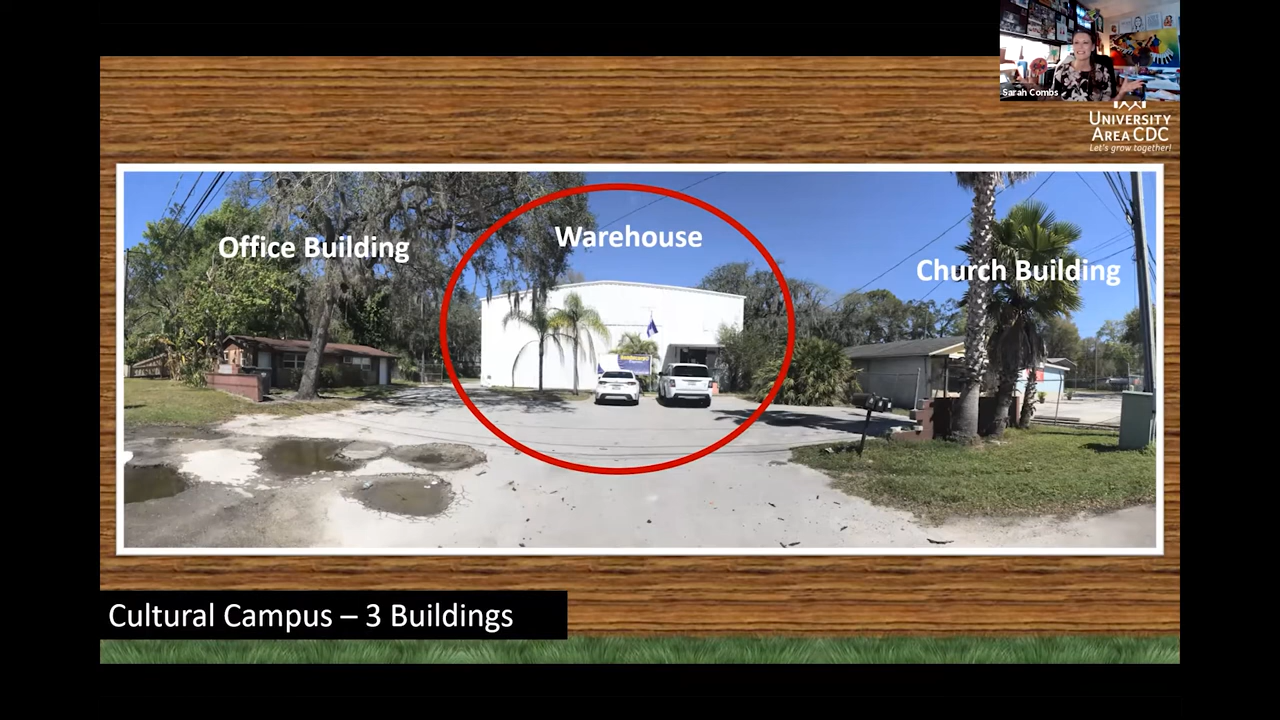 Sarah Combs
UNIVERSITY
AREA CDC
Let's grow together!
Office Building
Warehouse
Church Building
Cultural Campus – 3 Buildings